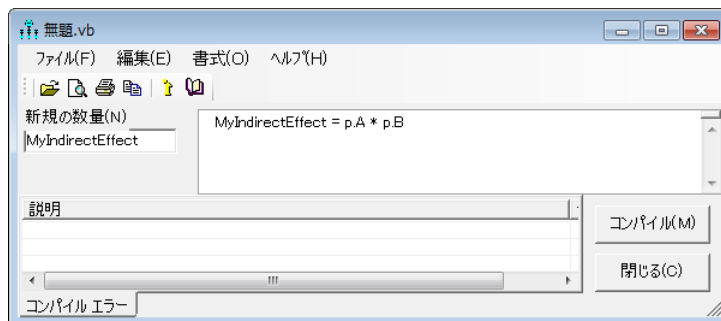 無題.vb
ファイル(F) 編集(E) 書式(O) ヘルプ(H)
新規の数量(N)
MyIndirectEffect
MyIndirectEffect = p.A * p.B
説明
コンパイル(M)
閉じる(C)
コンパイル エラー